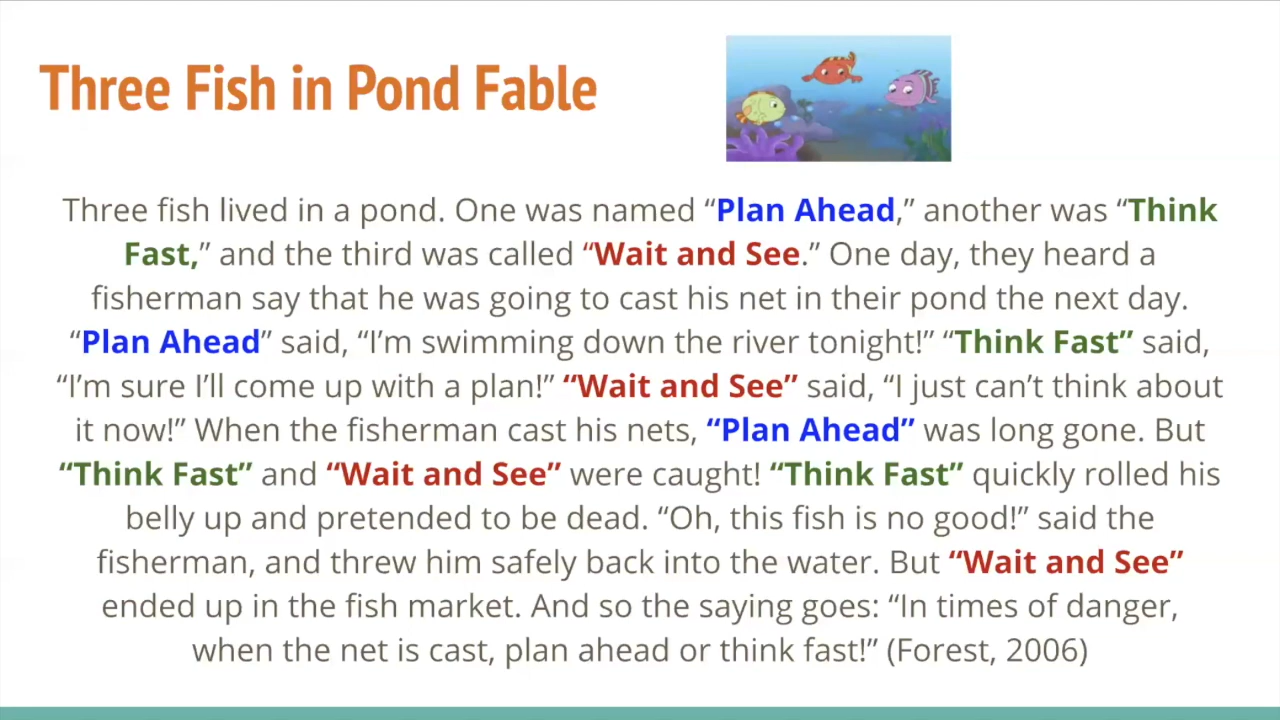 Three Fish in Pond Fable
Three fish lived in a pond. One was named “Plan Ahead,” another was “Think
Fast,” and the third was called “Wait and See.” One day, they heard a
fisherman say that he was going to cast his net in their pond the next day.
“Plan Ahead” said, “I’m swimming down the river tonight!” “Think Fast” said,
“I’m sure I’ll come up with a plan!” “Wait and See” said, “I just can’t think about
it now!” When the fisherman cast his nets, “Plan Ahead” was long gone. But
“Think Fast” and “Wait and See” were caught! “Think Fast” quickly rolled his
belly up and pretended to be dead. “Oh, this fish is no good!” said the
fisherman, and threw him safely back into the water. But “Wait and See”
ended up in the fish market. And so the saying goes: “In times of danger,
when the net is cast, plan ahead or think fast!” (Forest, 2006)